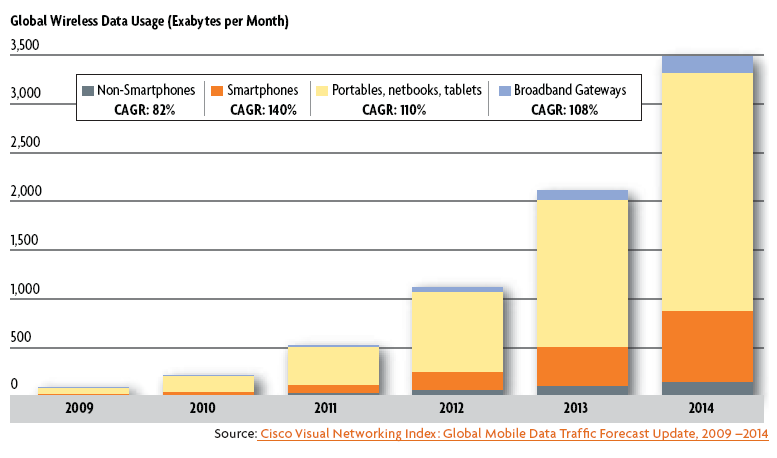 Global Wireless Data Usage (Exabytes per Month)
3,500
Non-Smartphones Smartphones Portables, netbooks, tablets Broadband Gateways
CAGR: 82% CAGR: 140% CAGR: 110% CAGR: 108%
3,000
2,500
2,000
1,500
1,000
500
0
2009 2010 2011 2012 2013 2014
Source: Cisco Visual Networking Index: Global Mobile Data Traffic Forecast Update, 2009 –2014